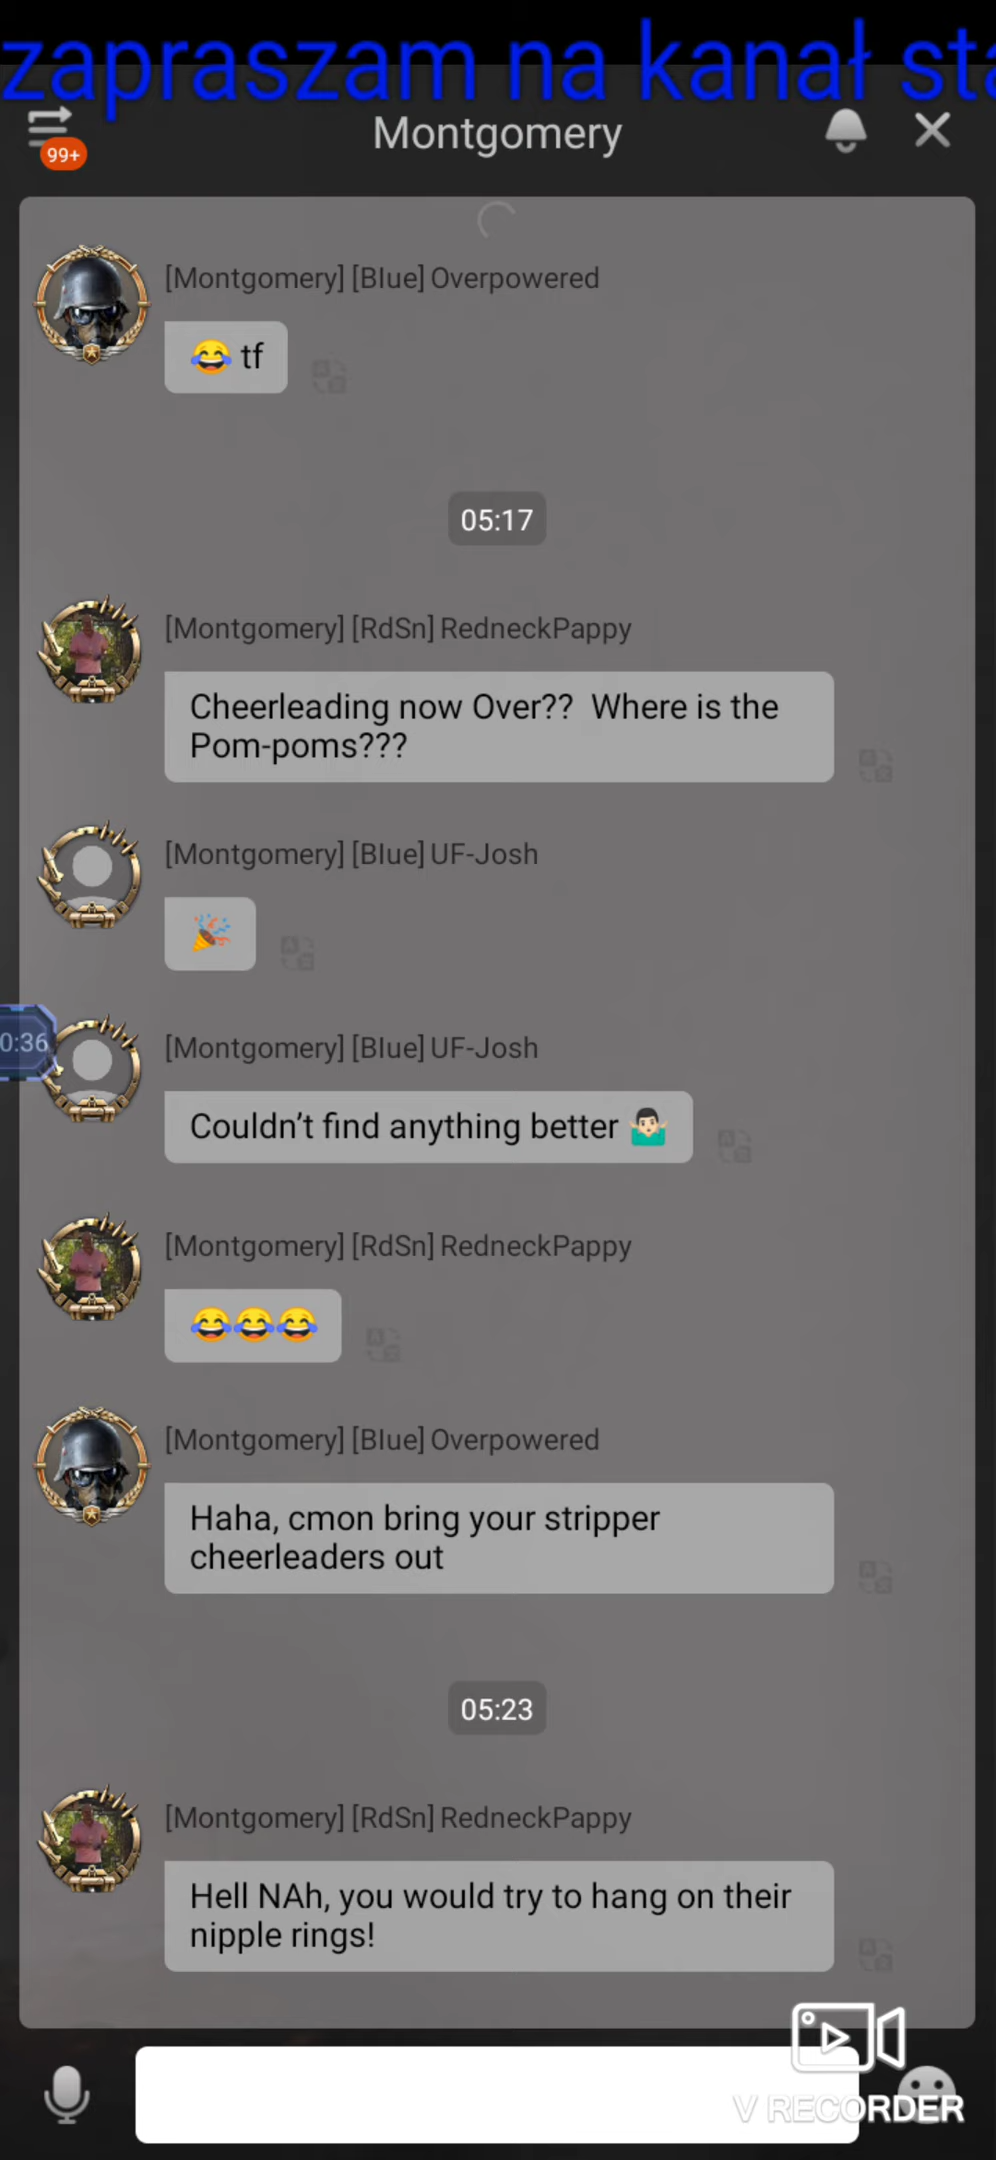 zapraszam na kanał sta
Montgomery
99+
[Montgomery] [Blue] Overpowered
😂 tf
05:17
[Montgomery] [RdSn] RedneckPappy
Cheerleading now Over??  Where is the
Pom-poms???
[Montgomery] [Blue] UF-Josh
🎉
0:36
[Montgomery] [Blue] UF-Josh
Couldn’t find anything better 🤷🏻‍♂️
[Montgomery] [RdSn] RedneckPappy
😂😂😂
[Montgomery] [Blue] Overpowered
Haha, cmon bring your stripper
cheerleaders out
05:23
[Montgomery] [RdSn] RedneckPappy
Hell NAh, you would try to hang on their
nipple rings!
V RECORDER